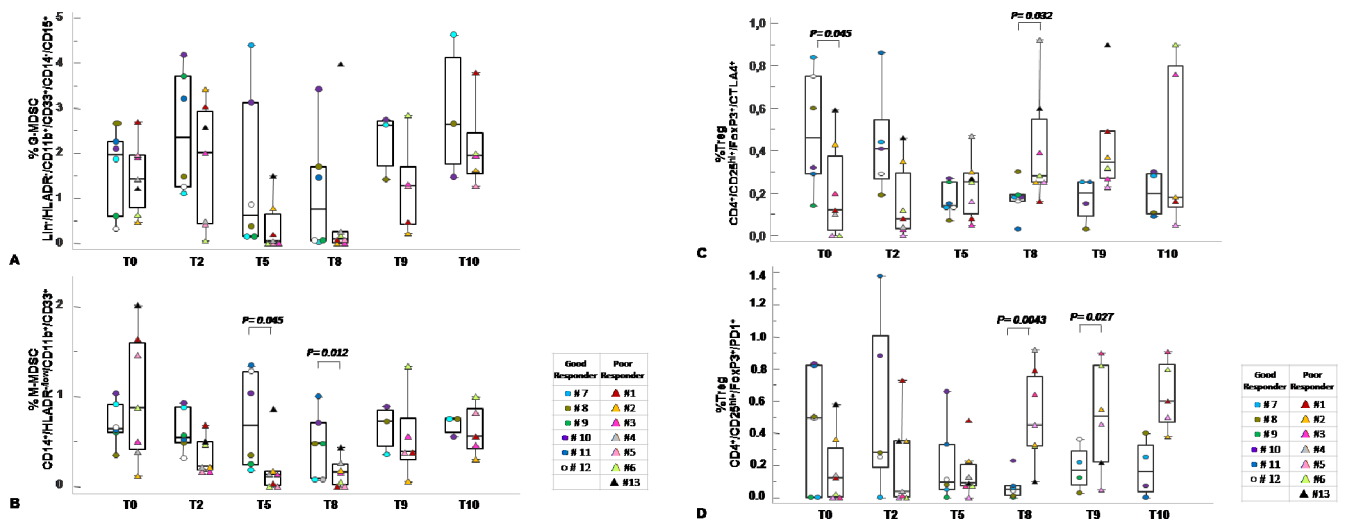 % G-MDSC
Lin⁻/HLADR⁻/CD11b⁺/CD33⁺/CD14⁻/CD15⁺
5
4
3
2
1
0
T0 T2 T5 T8 T9 T10
A
% M-MDSC
CD14⁺/HLADR⁻ˡᵒʷ/CD11b⁺/CD33⁺
2
1
0
P= 0.045
P= 0.012
T0 T2 T5 T8 T9 T10
B
Good Responder
Poor Responder
# 7 #1
# 8 #2
# 9 #3
# 10 #4
# 11 #5
# 12 #6
#13
%Treg
CD4⁺/CD25ʰⁱ⁺/FoxP3⁺/CTLA4⁺
1,0
0,8
0,6
0,4
0,2
0,0
P= 0.045
P= 0.032
T0 T2 T5 T8 T9 T10
C
%Treg
CD4⁺/CD25ʰⁱ⁺/FoxP3⁺/PD1⁺
1.4
1.2
1.0
0.8
0.6
0.4
0.2
0.0
P= 0.0043
P= 0.027
T0 T2 T5 T8 T9 T10
D
Good Responder
Poor Responder
# 7 #1
# 8 #2
# 9 #3
# 10 #4
# 11 #5
# 12 #6
#13